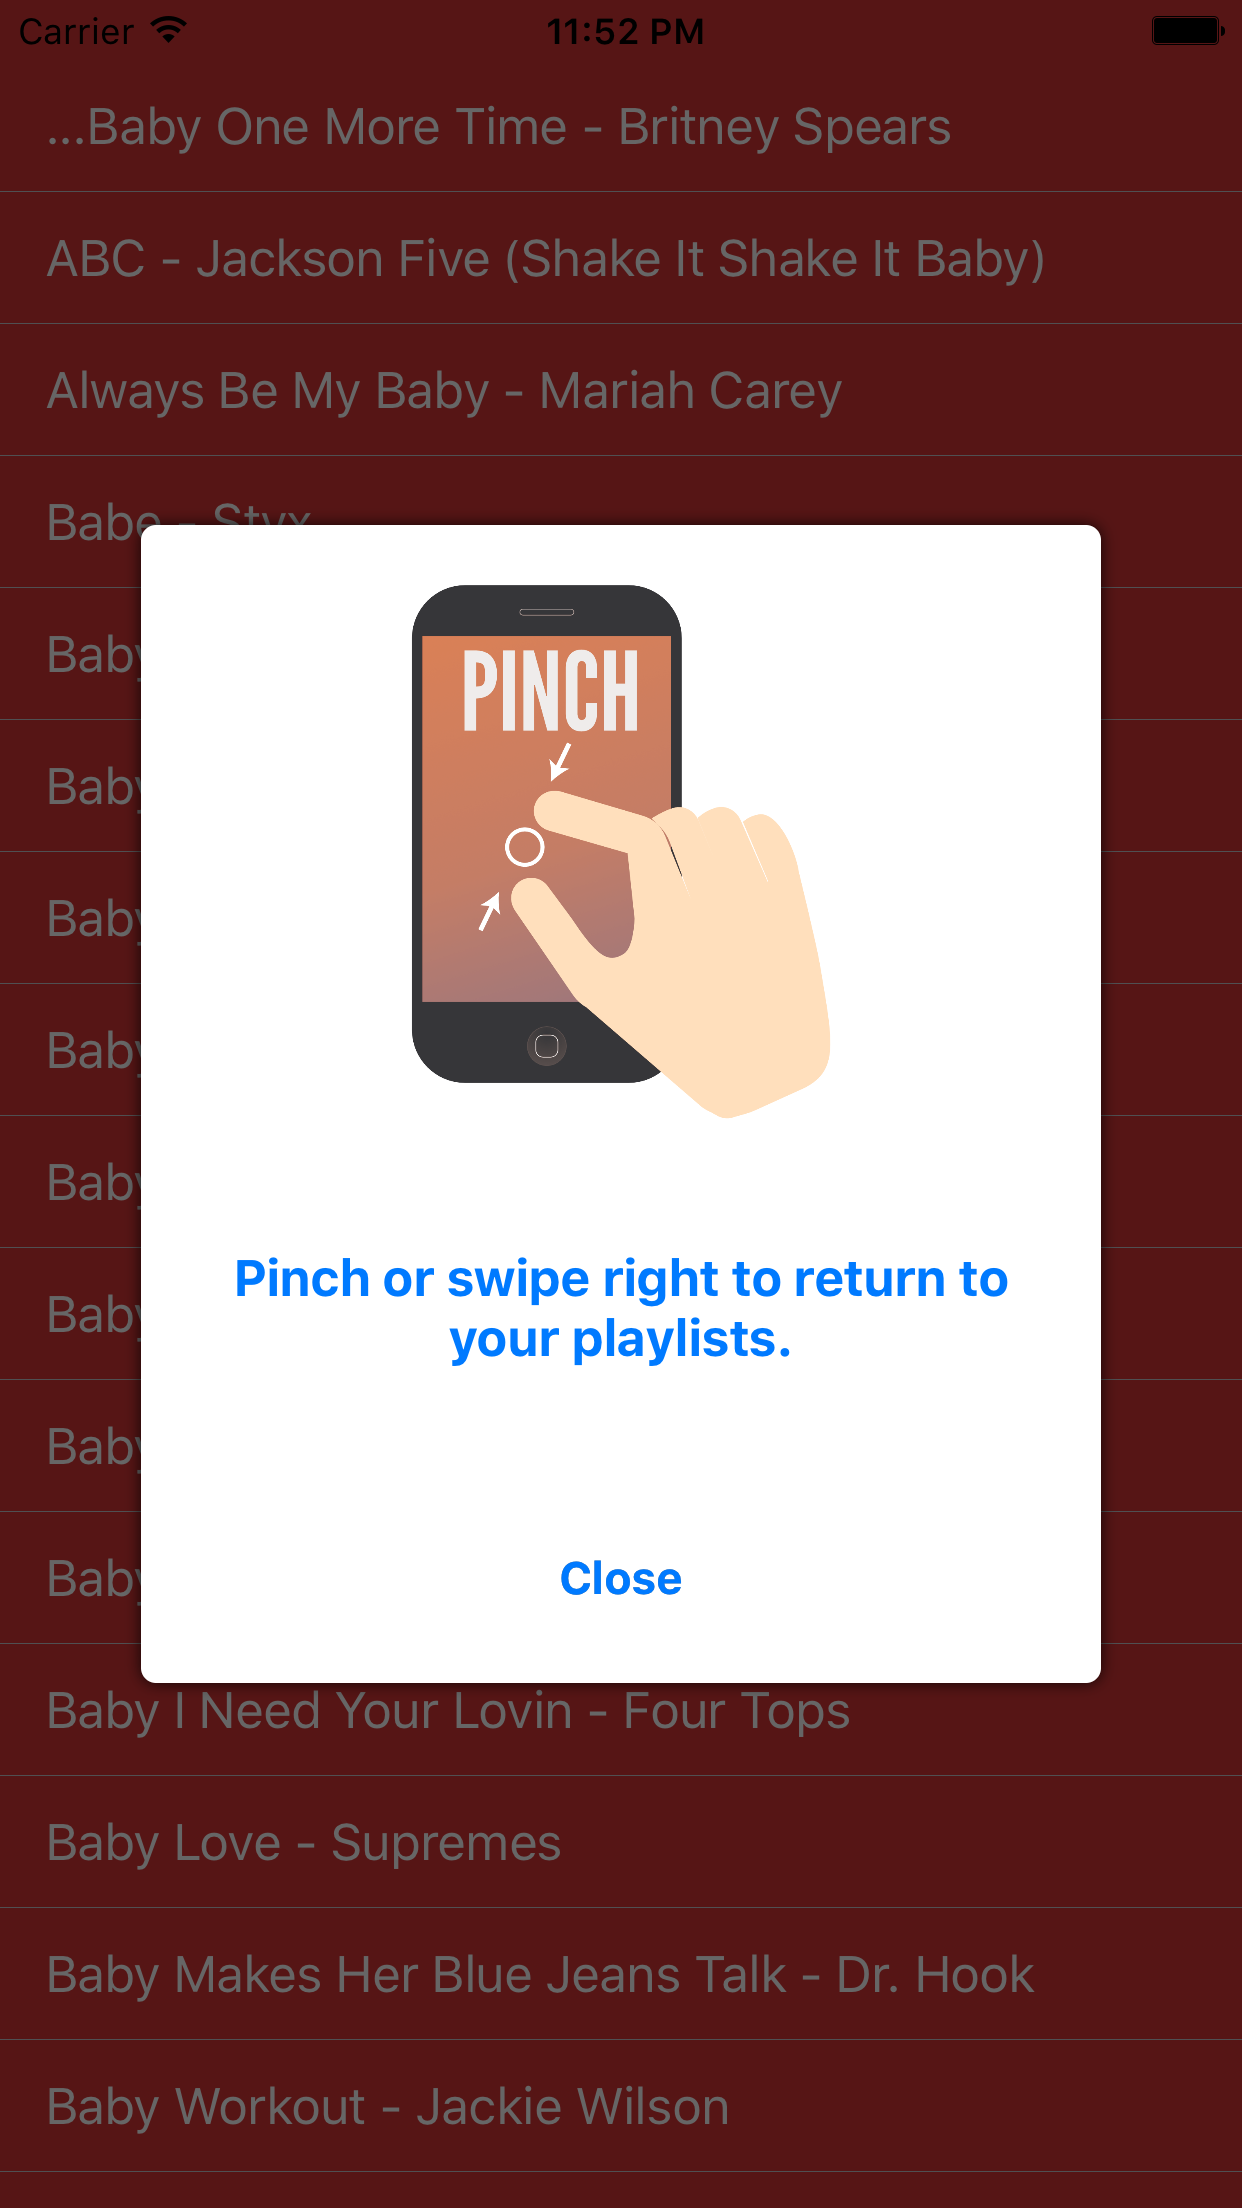 Carrier 11:52 PM
...Baby One More Time - Britney Spears
ABC - Jackson Five (Shake It Shake It Baby)
Always Be My Baby - Mariah Carey
Babe - Styx
Baby
Baby
Baby
Baby
Baby
Baby
Baby
Baby
PINCH
Pinch or swipe right to return to
your playlists.
Close
Baby I Need Your Lovin - Four Tops
Baby Love - Supremes
Baby Makes Her Blue Jeans Talk - Dr. Hook
Baby Workout - Jackie Wilson